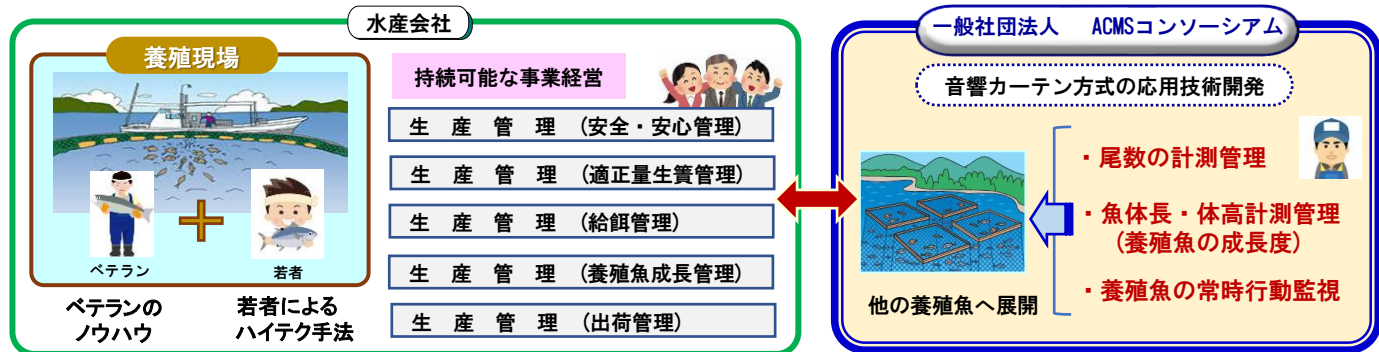 水産会社
養殖現場
ベテラン
若者
ベテランの
ノウハウ
若者による
ハイテク手法
持続可能な事業経営
生 産 管 理 (安全・安心管理)
生 産 管 理 (適正量生簀管理)
生 産 管 理 (給餌管理)
生 産 管 理 (養殖魚成長管理)
生 産 管 理 (出荷管理)
一般社団法人 ACMSコンソーシアム
音響カーテン方式の応用技術開発
他の養殖魚へ展開
・尾数の計測管理
・魚体長・体高計測管理
(養殖魚の成長度)
・養殖魚の常時行動監視